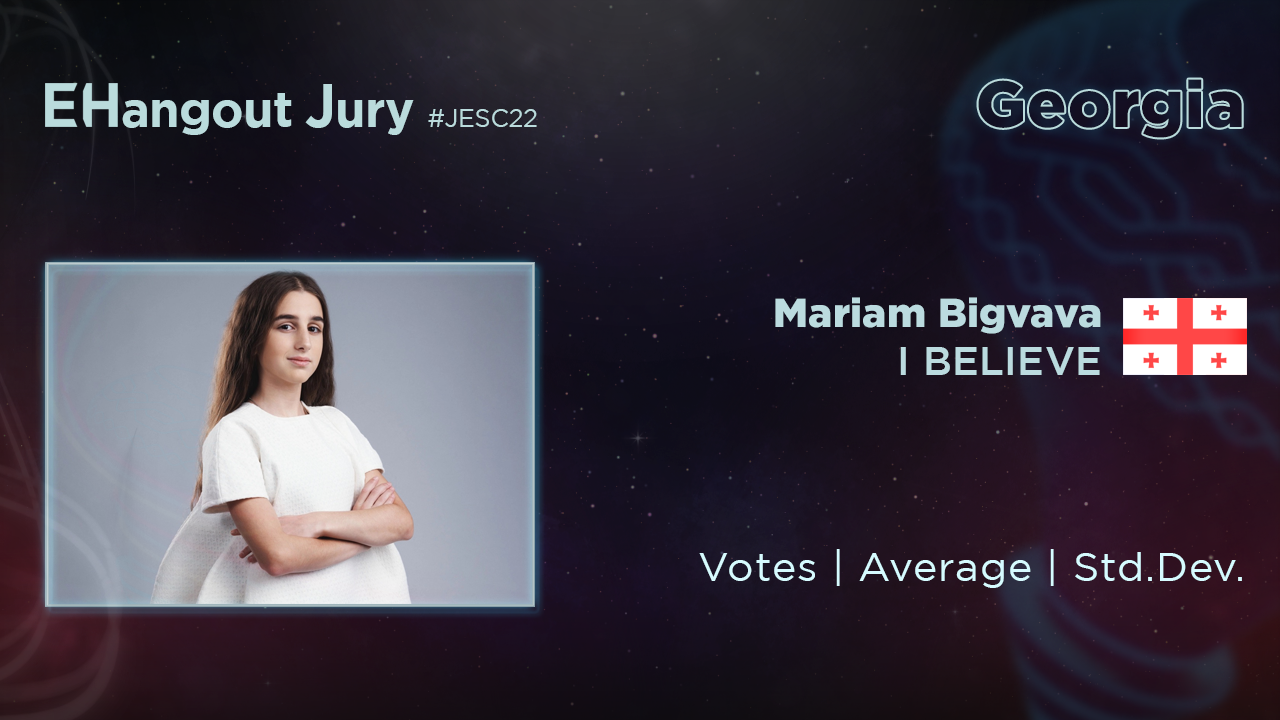 EHangout Jury #JESC22
Georgia
Mariam Bigvava
I BELIEVE
Votes | Average | Std.Dev.